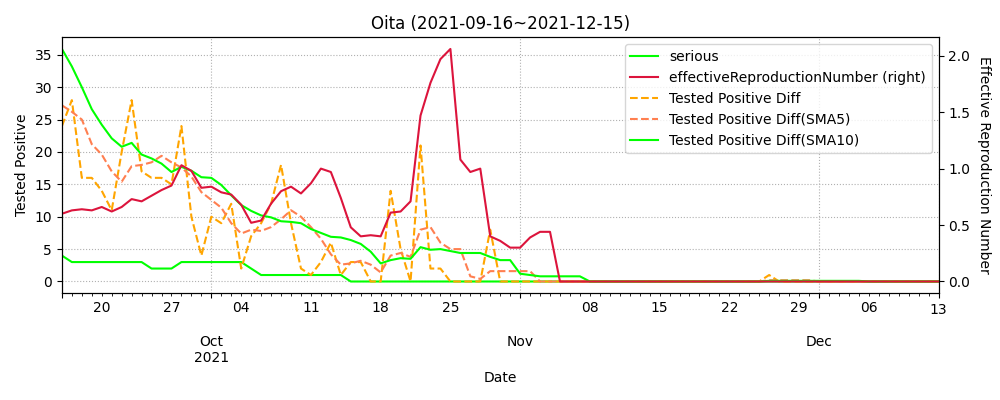 Oita (2021-09-16~2021-12-15)
serious
effectiveReproductionNumber (right)
Tested Positive Diff
Tested Positive Diff(SMA5)
Tested Positive Diff(SMA10)
Tested Positive
35
30
25
20
15
10
5
0
2.0
1.5
1.0
0.5
0.0
Effective Reproduction Number
20 27 04 11 18 25 08 15 22 29 06 13
Oct Nov Dec
2021
Date